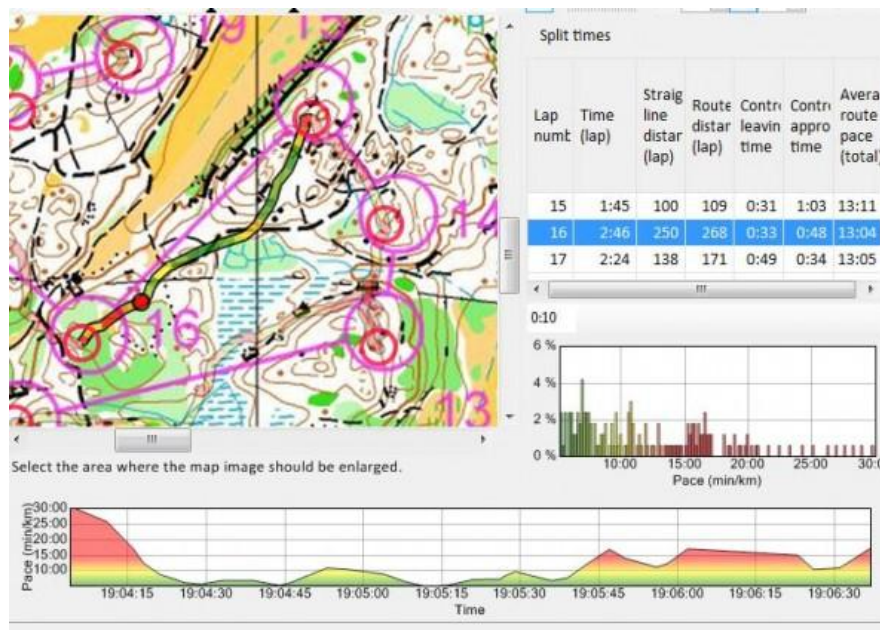 19
15
14
16
13
Split times
Lap numb
Time (lap)
Straig line distar (lap)
Route distar (lap)
Contro leavin time
Contro appro time
Avera route pace (total)
15 1:45 100 109 0:31 1:03 13:11
16 2:46 250 268 0:33 0:48 13:04
17 2:24 138 171 0:49 0:34 13:05
0:10
6 %
4 %
2 %
0 %
10:00 15:00 20:00 25:00 30:0
Pace (min/km)
Select the area where the map image should be enlarged.
Pace (min/km)
30:00
25:00
20:00
15:00
10:00
19:04:15 19:04:30 19:04:45 19:05:00 19:05:15 19:05:30 19:05:45 19:06:00 19:06:15 19:06:30
Time